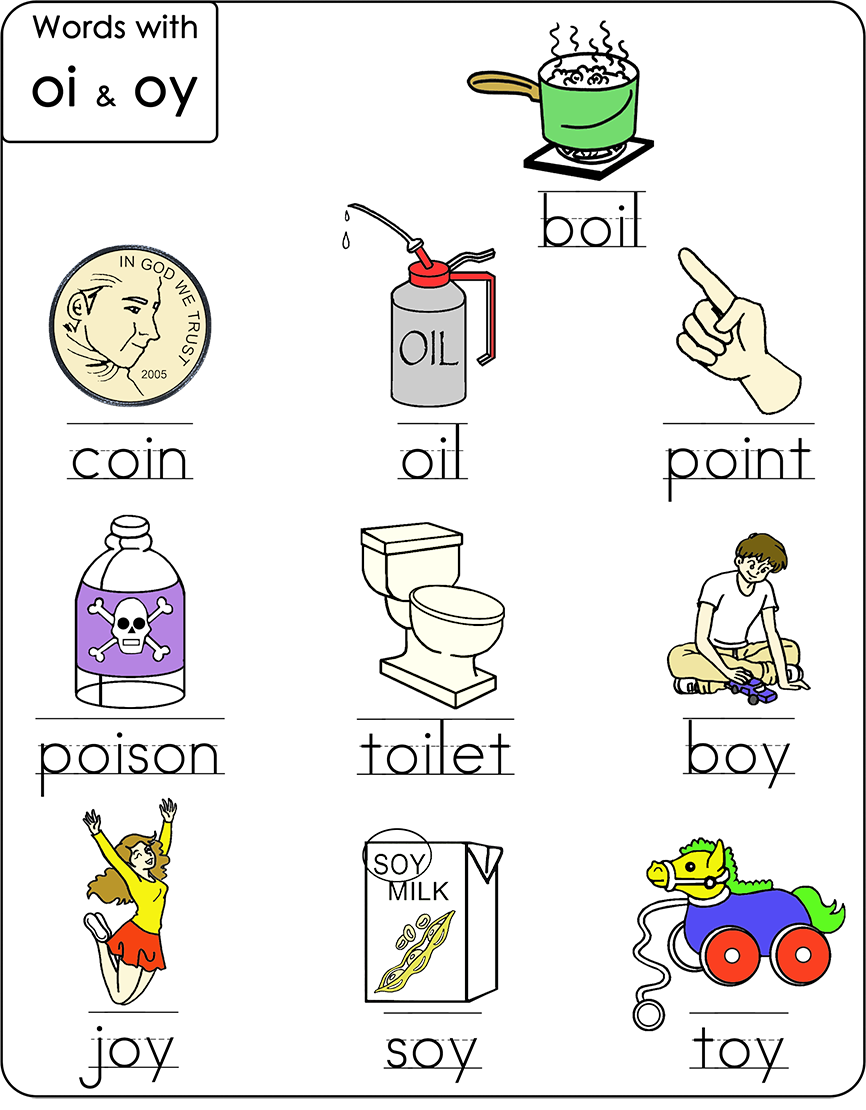 Words with
oi & oy
boil
IN GOD WE TRUST
2005
OIL
coin
oil
point
poison
toilet
boy
SOY
MILK
joy
soy
toy